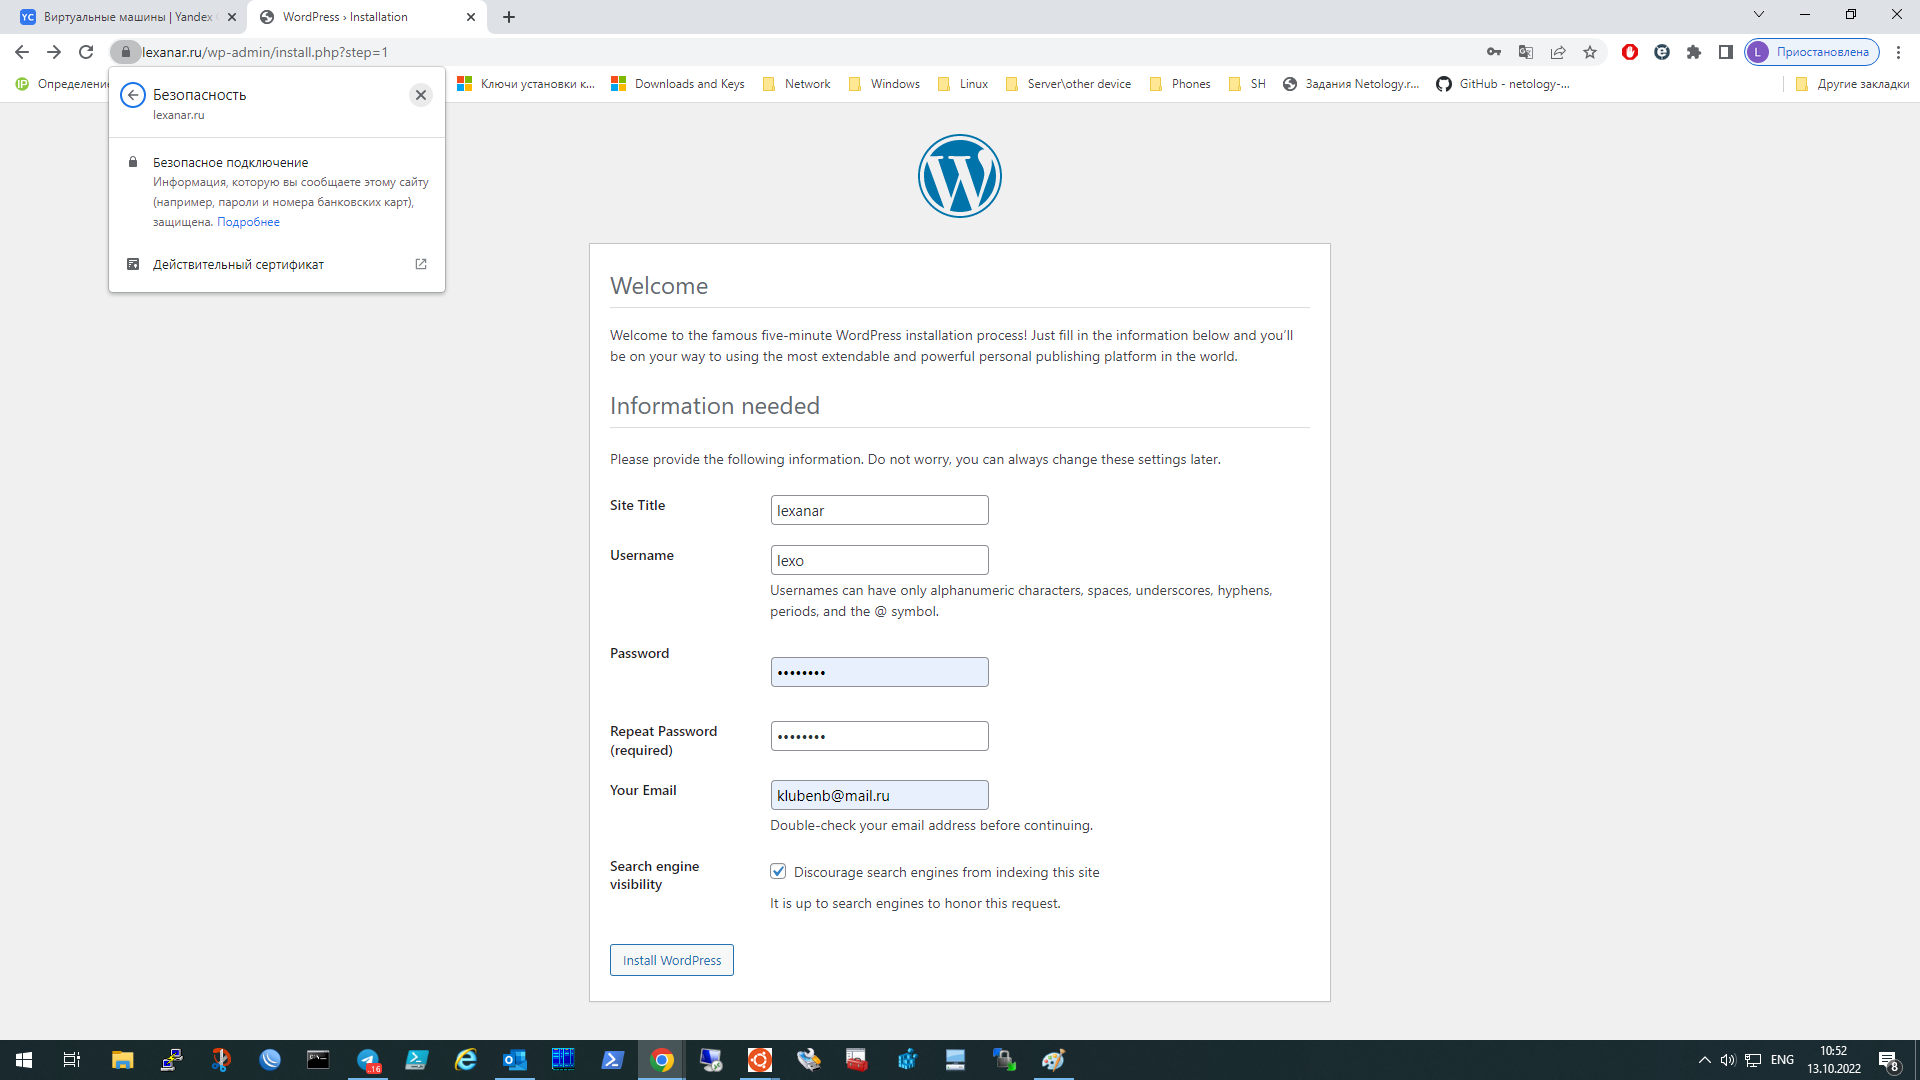 YC Виртуальные машины | Yandex
WordPress › Installation
lexanar.ru/wp-admin/install.php?step=1
L Приостановлена
IP Определени
Ключи установки к...
Downloads and Keys
Network
Windows
Linux
Server\other device
Phones
SH
Задания Netology.r...
GitHub - netology-...
Другие закладки
Безопасность
lexanar.ru
Безопасное подключение
Информация, которую вы сообщаете этому сайту
(например, пароли и номера банковских карт),
защищена. Подробнее
Действительный сертификат
Welcome
Welcome to the famous five-minute WordPress installation process! Just fill in the information below and you’ll
be on your way to using the most extendable and powerful personal publishing platform in the world.
Information needed
Please provide the following information. Do not worry, you can always change these settings later.
Site Title
lexanar
Username
lexo
Usernames can have only alphanumeric characters, spaces, underscores, hyphens,
periods, and the @ symbol.
Password
••••••••
Repeat Password
(required)
••••••••
Your Email
klubenb@mail.ru
Double-check your email address before continuing.
Search engine
visibility
Discourage search engines from indexing this site
It is up to search engines to honor this request.
Install WordPress
..16
ENG
10:52
13.10.2022
8